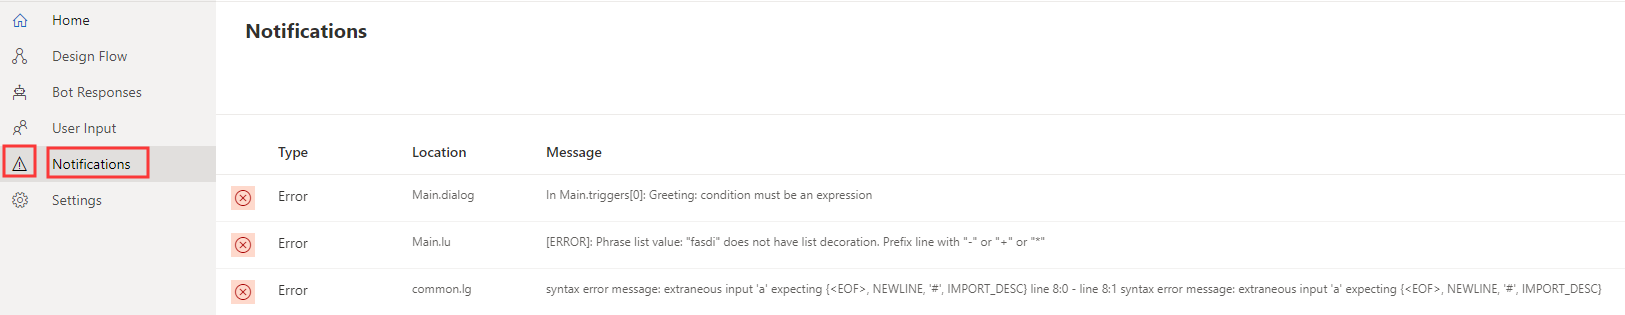 Home
Design Flow
Bot Responses
User Input
Notifications
Settings
Notifications
Type Location Message
Error Main.dialog In Main.triggers[0]: Greeting: condition must be an expression
Error Main.lu [ERROR]: Phrase list value: "fasdi" does not have list decoration. Prefix line with "-" or "+" or "*"
Error common.lg syntax error message: extraneous input 'a' expecting {<EOF>, NEWLINE, '#', IMPORT_DESC} line 8:0 - line 8:1 syntax error message: extraneous input 'a' expecting {<EOF>, NEWLINE, '#', IMPORT_DESC}